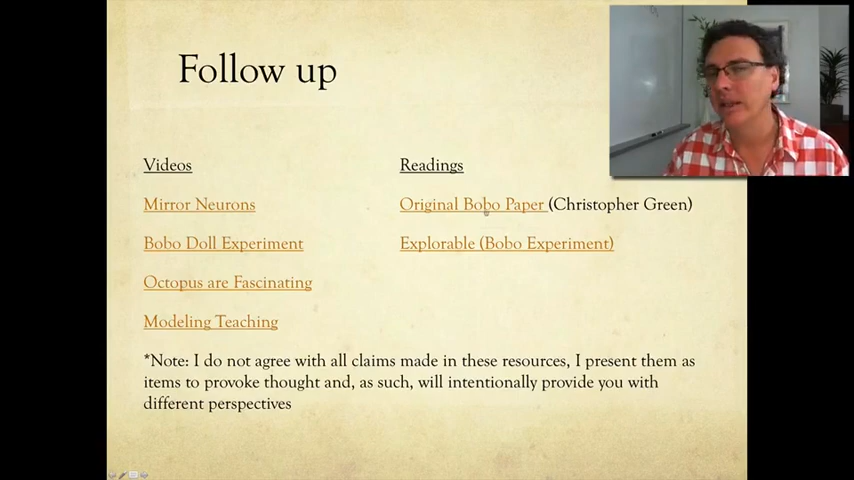 Follow up
Videos
Mirror Neurons
Bobo Doll Experiment
Octopus are Fascinating
Modeling Teaching
Readings
Original Bobo Paper (Christopher Green)
Explorable (Bobo Experiment)
*Note: I do not agree with all claims made in these resources, I present them as
items to provoke thought and, as such, will intentionally provide you with
different perspectives